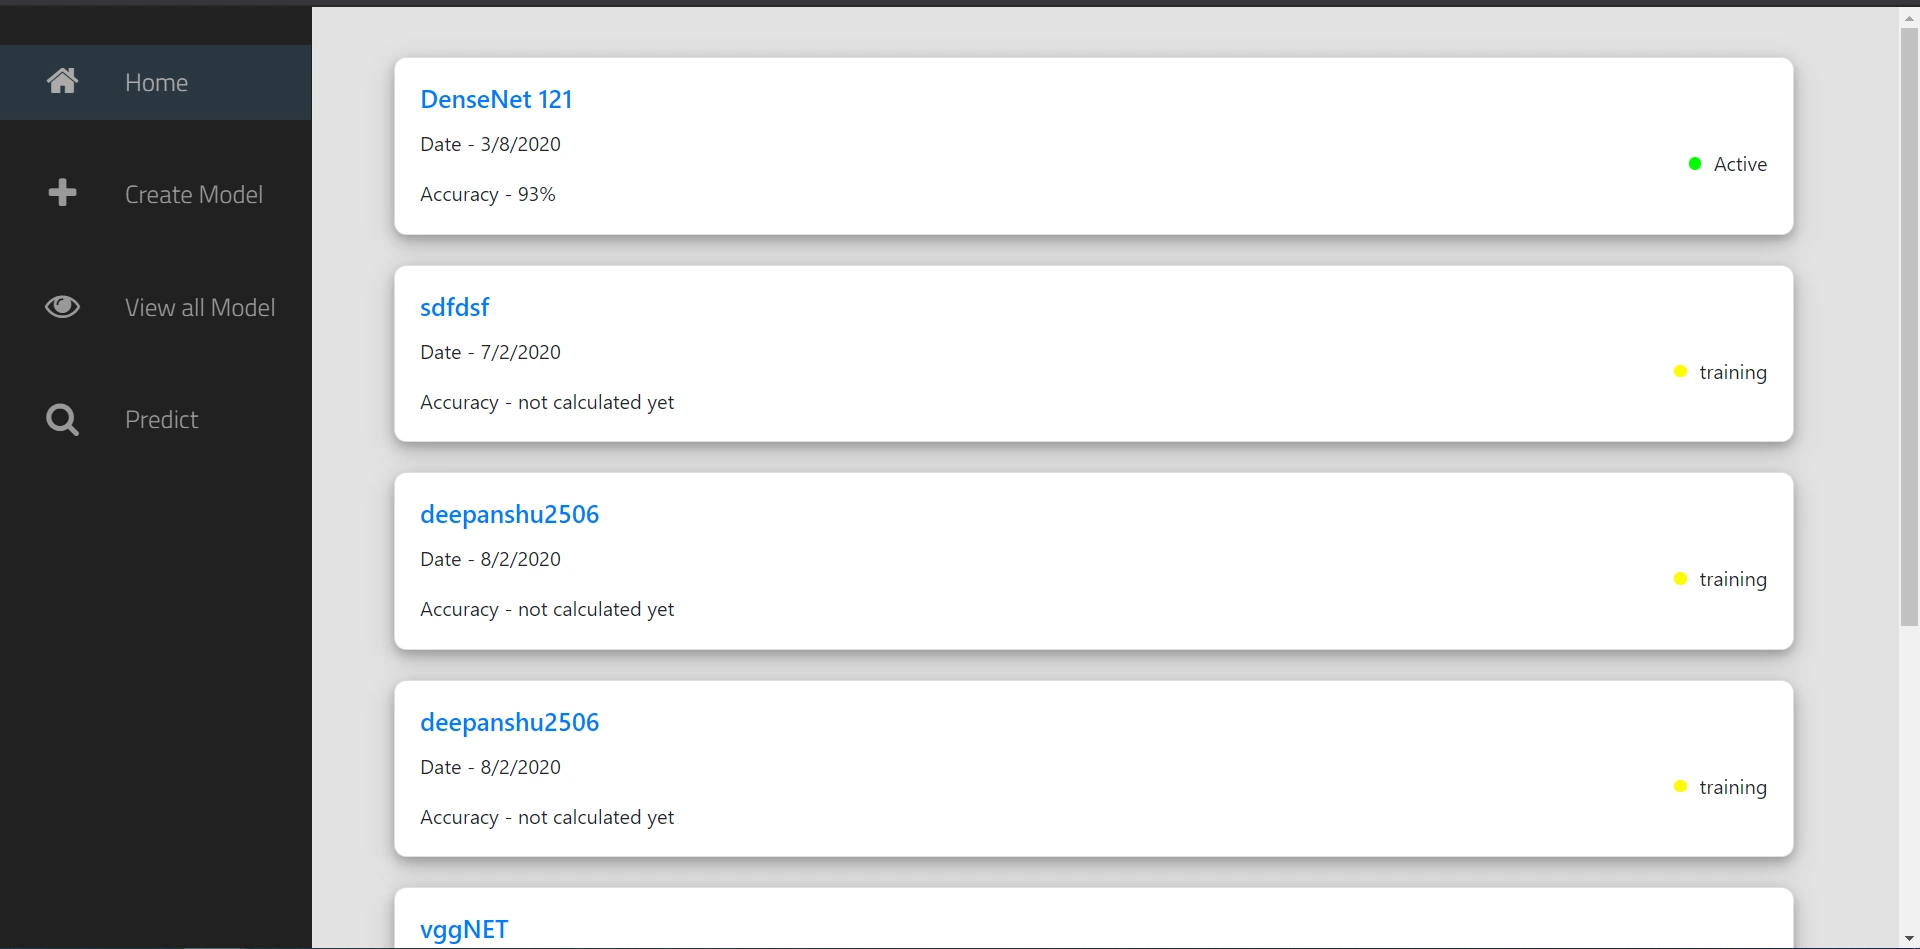 Home
Create Model
View all Model
Predict
DenseNet 121
Date - 3/8/2020
Accuracy - 93%
Active
sdfdsf
Date - 7/2/2020
Accuracy - not calculated yet
training
deepanshu2506
Date - 8/2/2020
Accuracy - not calculated yet
training
deepanshu2506
Date - 8/2/2020
Accuracy - not calculated yet
training
vggNET